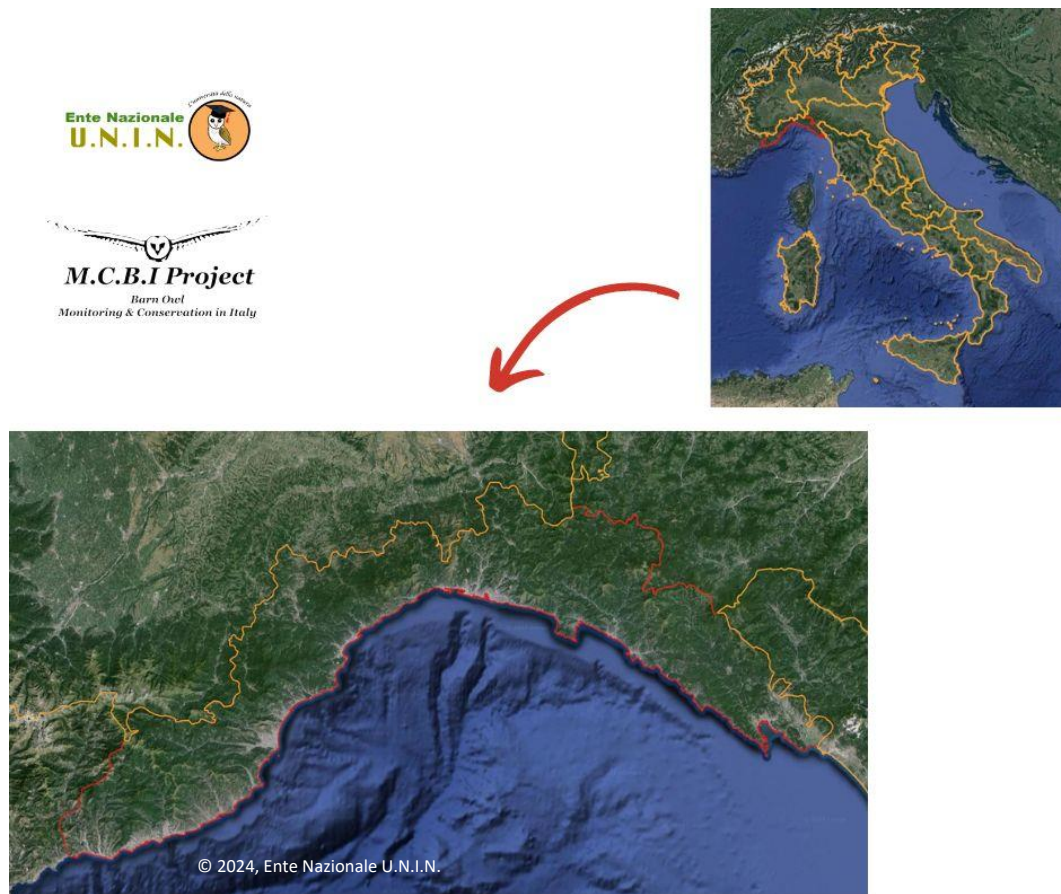 L'università della natura
Ente Nazionale
U.N.I.N.
M.C.B.I Project
Barn Owl
Monitoring & Conservation in Italy
© 2024, Ente Nazionale U.N.I.N.